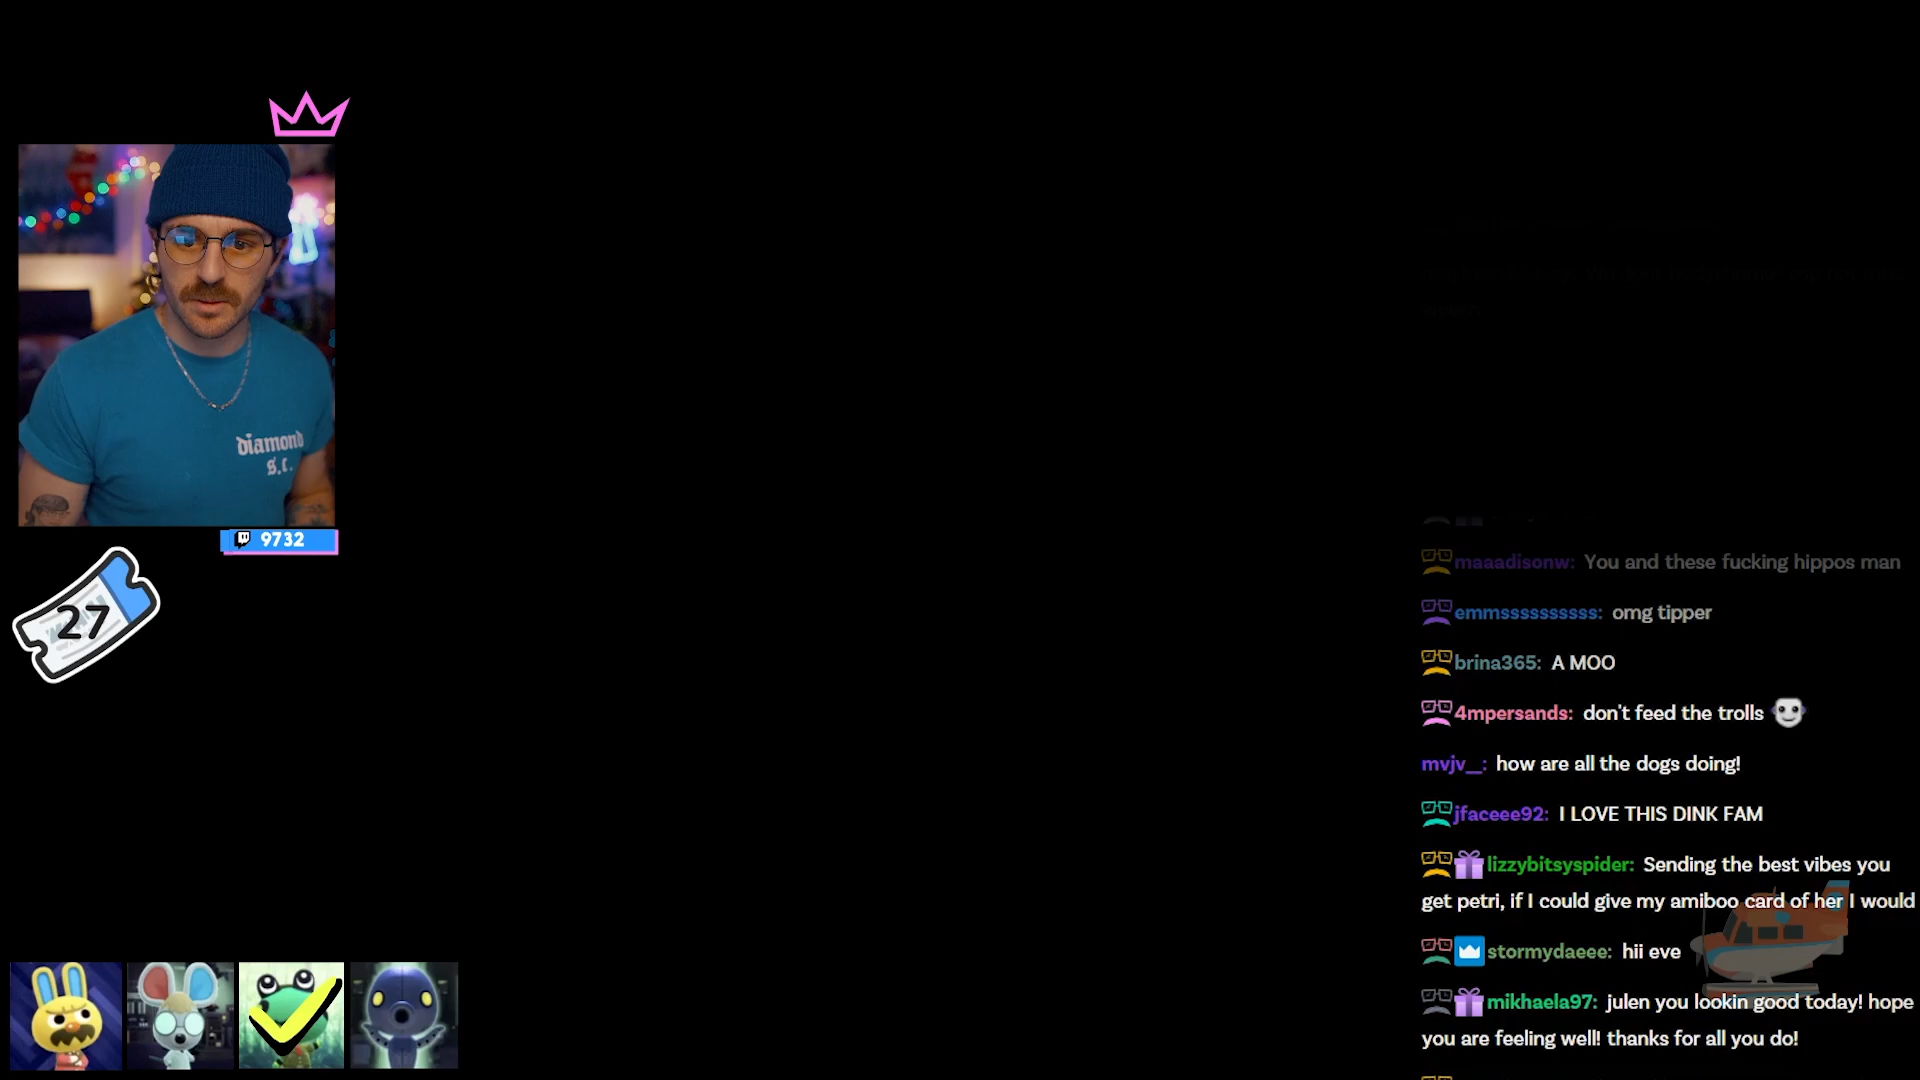 diamond
s.c.
9732
27
maaadisonw: You and these fucking hippos man
emmssssssssss: omg tipper
brina365: A MOO
4mpersands: don't feed the trolls
mvjv__: how are all the dogs doing!
jfaceee92: I LOVE THIS DINK FAM
lizzybitsyspider: Sending the best vibes you
get petri, if I could give my amiboo card of her I would
stormydaeee: hii eve
mikhaela97: julen you lookin good today! hope
you are feeling well! thanks for all you do!